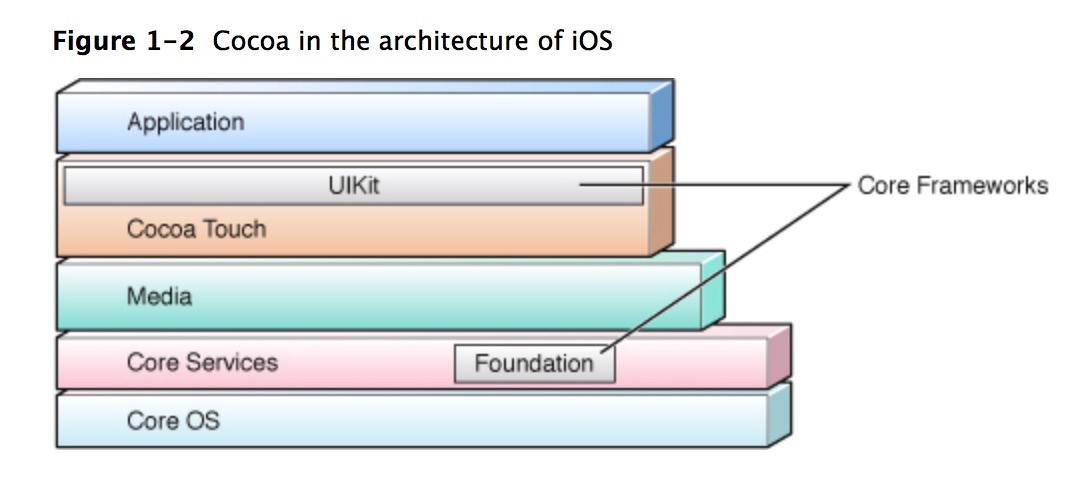 Figure 1-2 Cocoa in the architecture of iOS
Application
UIKit
Core Frameworks
Cocoa Touch
Media
Core Services
Foundation
Core OS